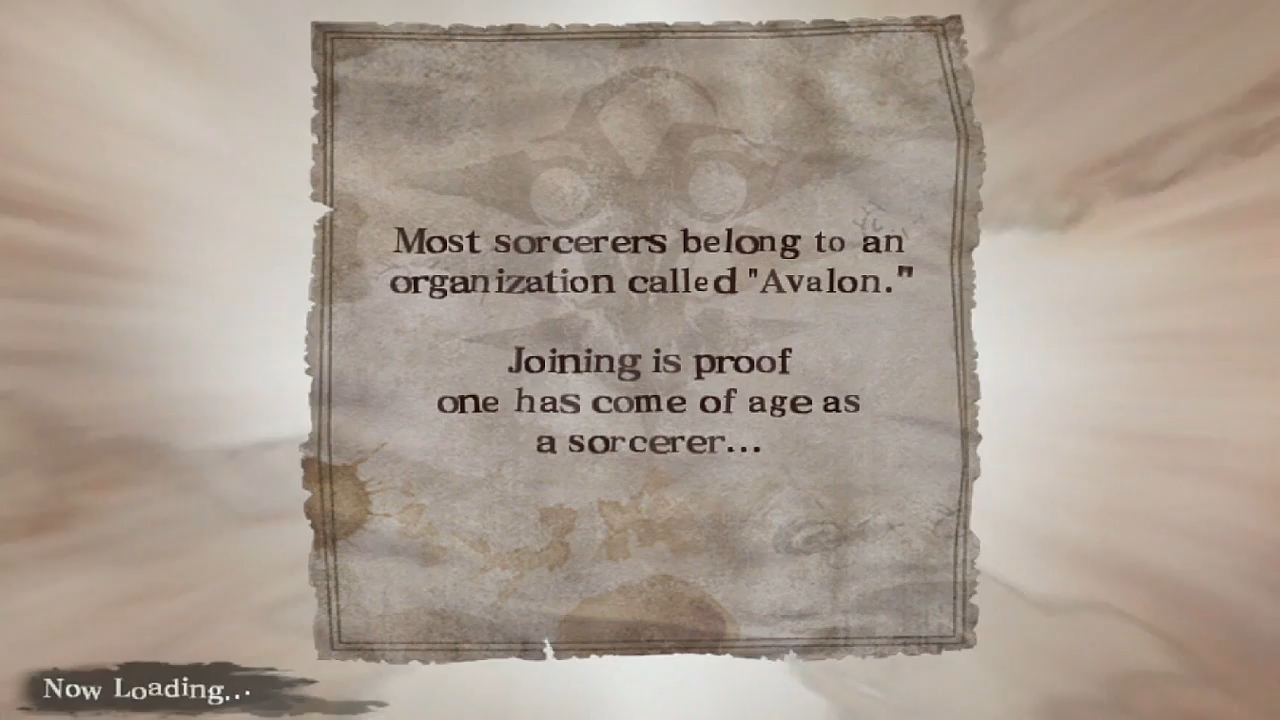 Most sorcerers belong to an
organization called "Avalon."
Joining is proof
one has come of age as
a sorcerer...
Now Loading...